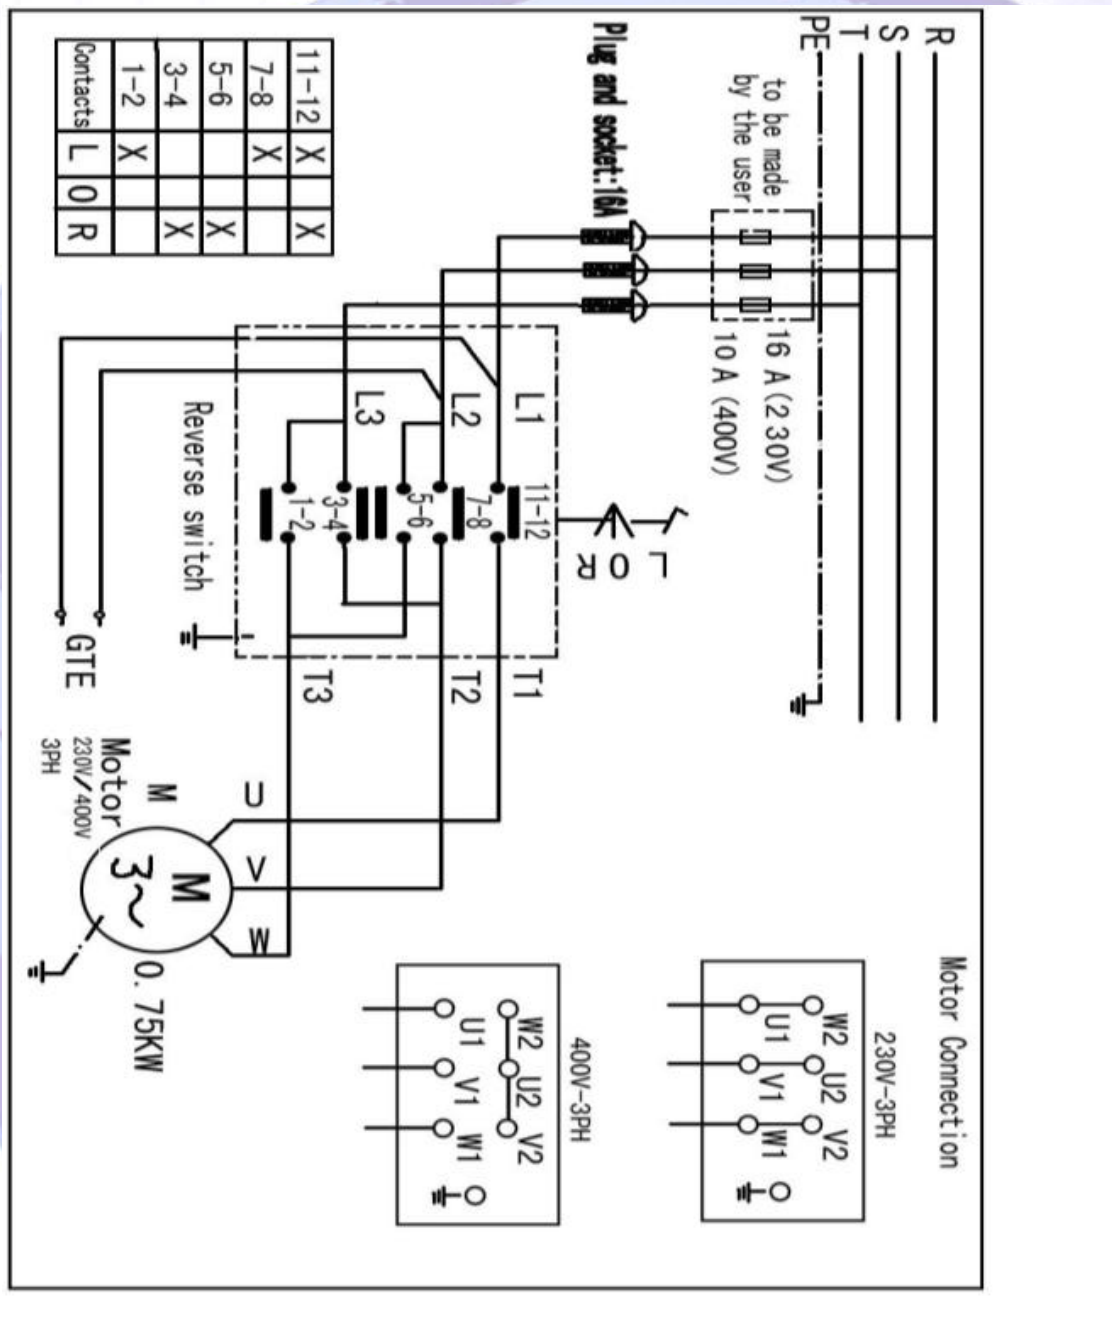 R
S
T
PE
to be made
by the user
16 A(230V)
10 A(400V)
Plug and socket:16A
11-12 X X
7-8 X
5-6 X
3-4 X
1-2 X
Contacts L O R
L1
L2
L3
11-12
7-8
5-6
3-4
1-2
L O R
Reverse switch
T1
T2
T3
GTE
U
V
W
M
Motor
230V/400V
3PH
M
3~
0.75KW
Motor Connection
230V-3PH
W2 U2 V2
U1 V1 W1
400V-3PH
W2 U2 V2
U1 V1 W1